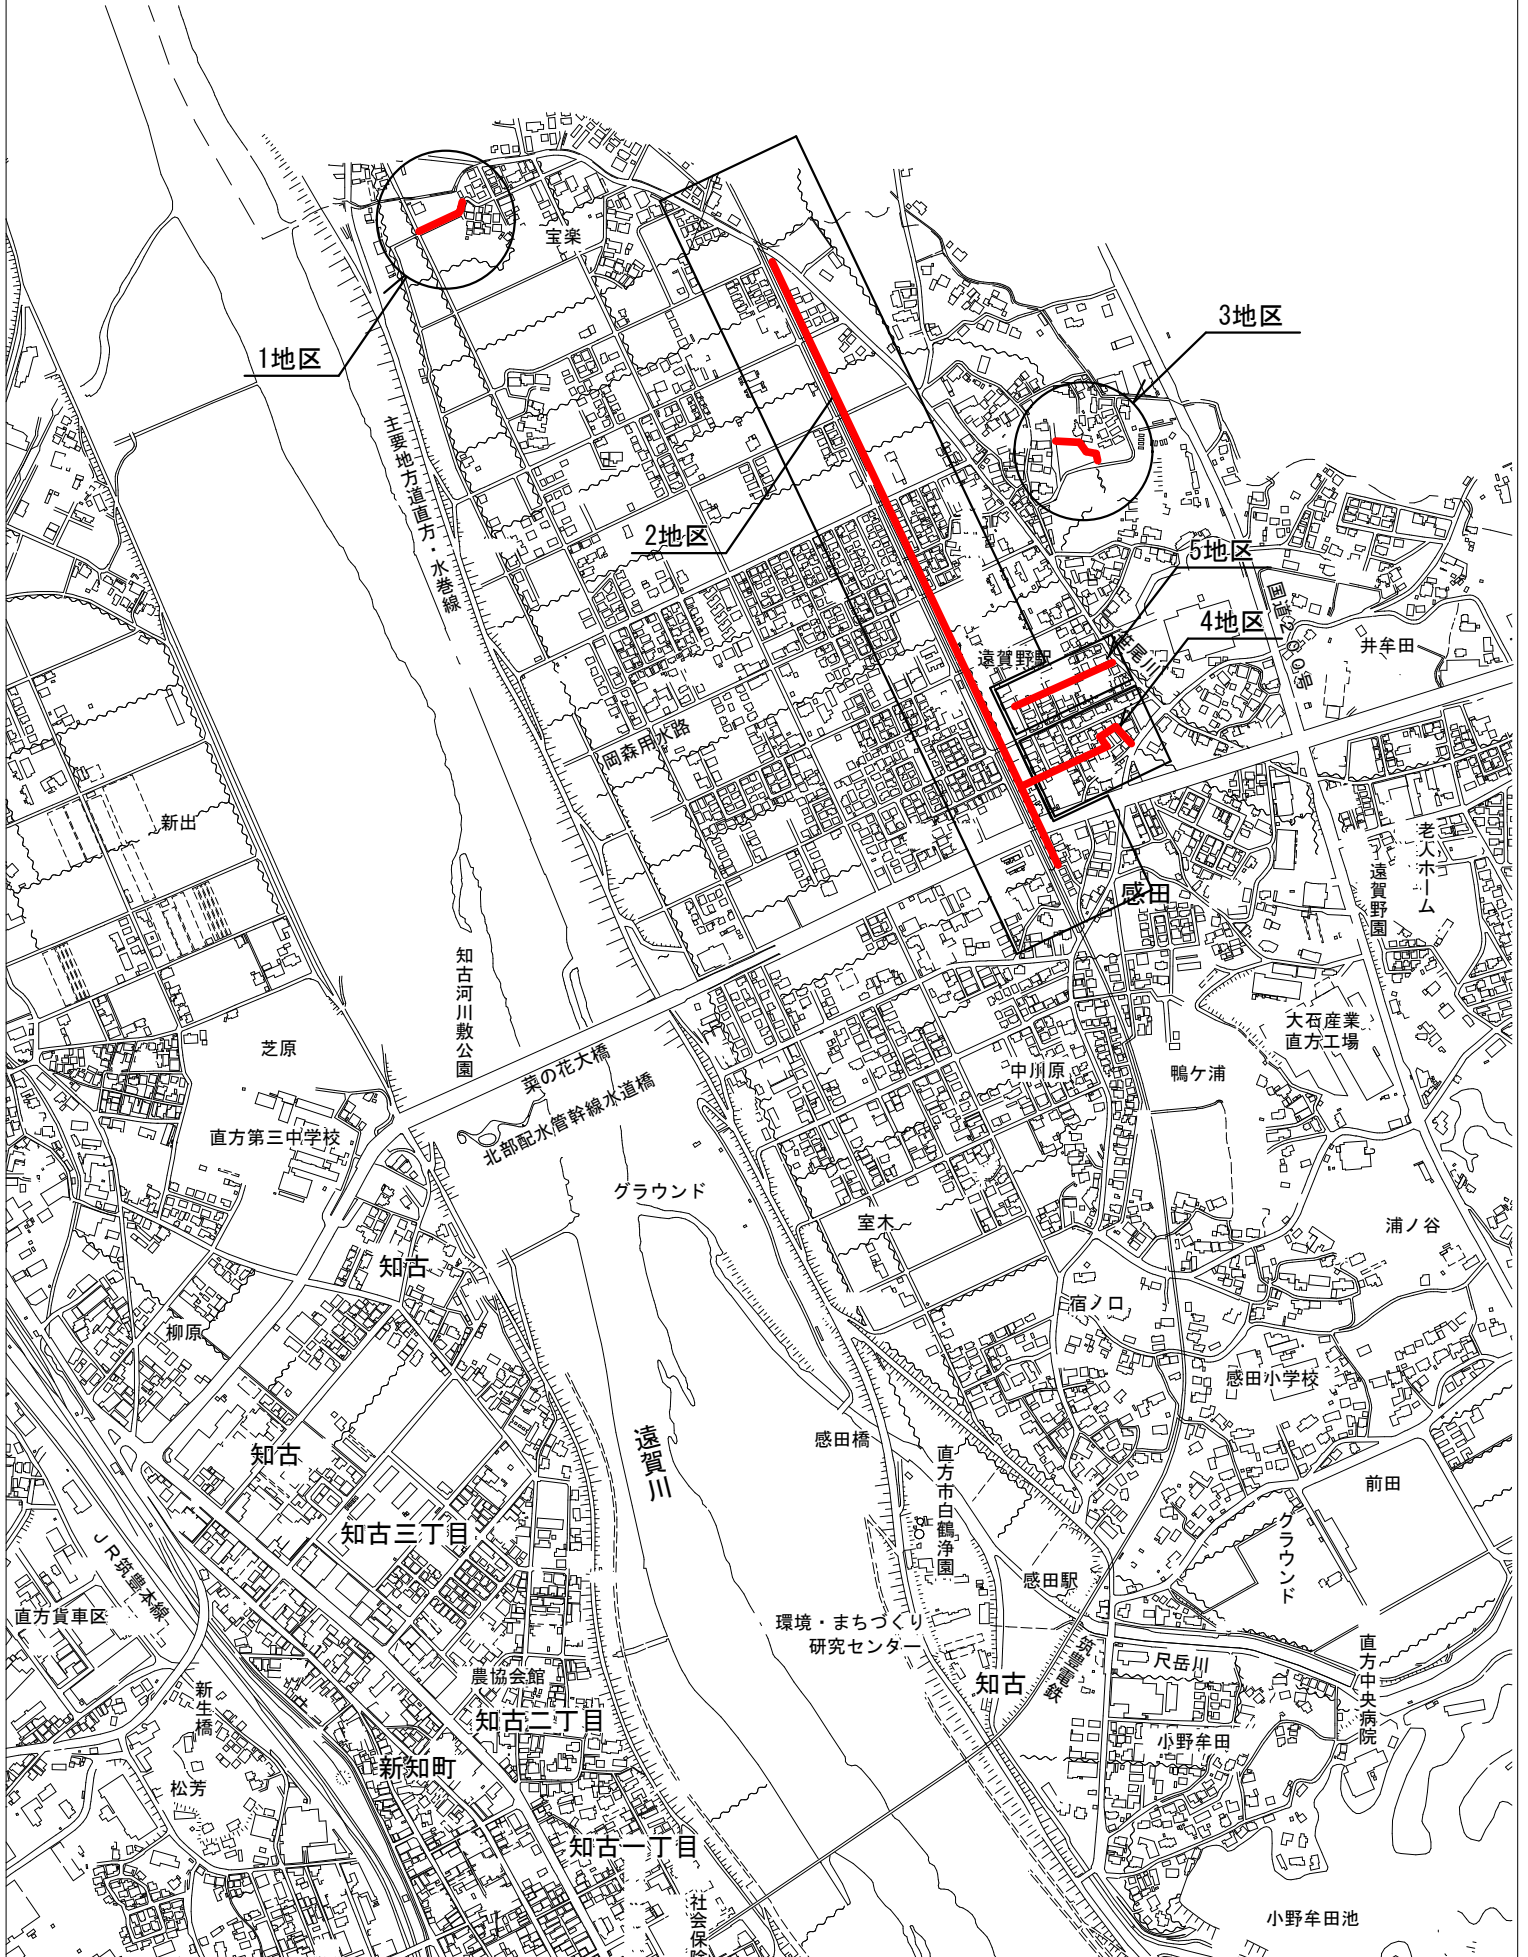 宝楽
3地区
1地区
主要地方道直方・水巻線
2地区
5地区
国道200号
4地区
井牟田
遠賀野駅
笹尾川
岡森用水路
新出
老人ホーム
遠賀野園
感田
知古河川敷公園
大石産業
直方工場
芝原
菜の花大橋
中川原
鴨ケ浦
北部配水管幹線水道橋
直方第三中学校
グラウンド
室木
浦ノ谷
知古
宿ノ口
柳原
感田小学校
感田橋
遠賀川
知古
直方市白鶴浄園
前田
グラウンド
知古三丁目
JR筑豊本線
感田駅
直方貨車区
環境・まちづくり
研究センター
筑豊電鉄
尺岳川
直方中央病院
農協会館
知古
新生橋
知古二丁目
小野牟田
新知町
松芳
知古一丁目
社会保険
小野牟田池